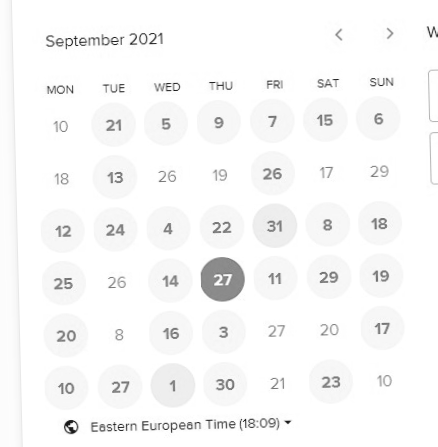 September 2021
W
MON TUE WED THU FRI SAT SUN
10 21 5 9 7 15 6
18 13 26 19 26 17 29
12 24 4 22 31 8 18
25 26 14 27 11 29 19
20 8 16 3 27 20 17
10 27 1 30 21 23 10
Eastern European Time (18:09)